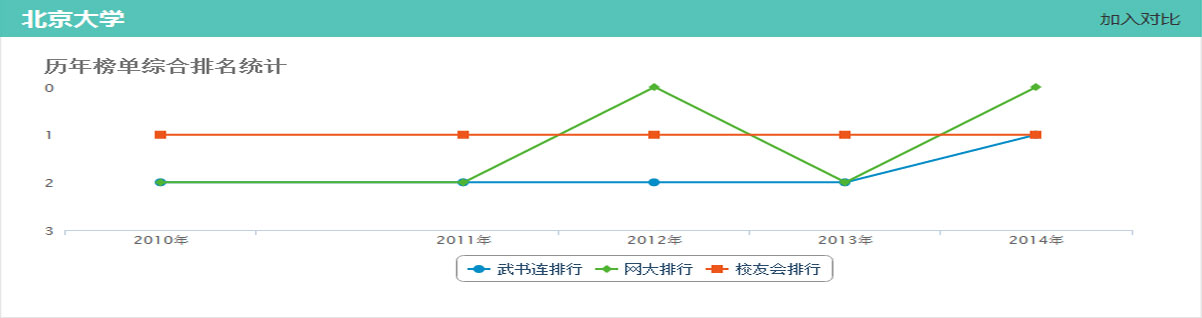 北京大学 加入对比
历年榜单综合排名统计
0
1
2
3
2010年 2011年 2012年 2013年 2014年
武书连排行 网大排行 校友会排行